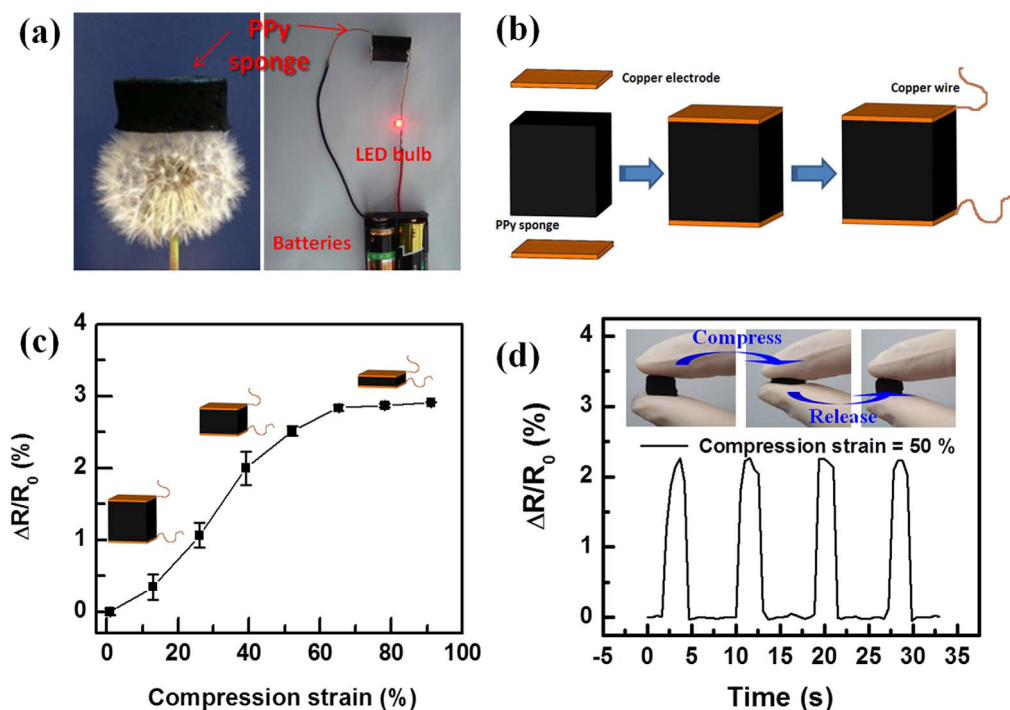 (a)
PPy
sponge
LED bulb
Batteries
(b)
Copper electrode
Copper wire
PPy sponge
(c)
ΔR/R0 (%)
4
3
2
1
0
0 20 40 60 80 100
Compression strain (%)
(d)
Compress
Release
Compression strain = 50 %
ΔR/R0 (%)
4
3
2
1
0
-5 0 5 10 15 20 25 30 35
Time (s)